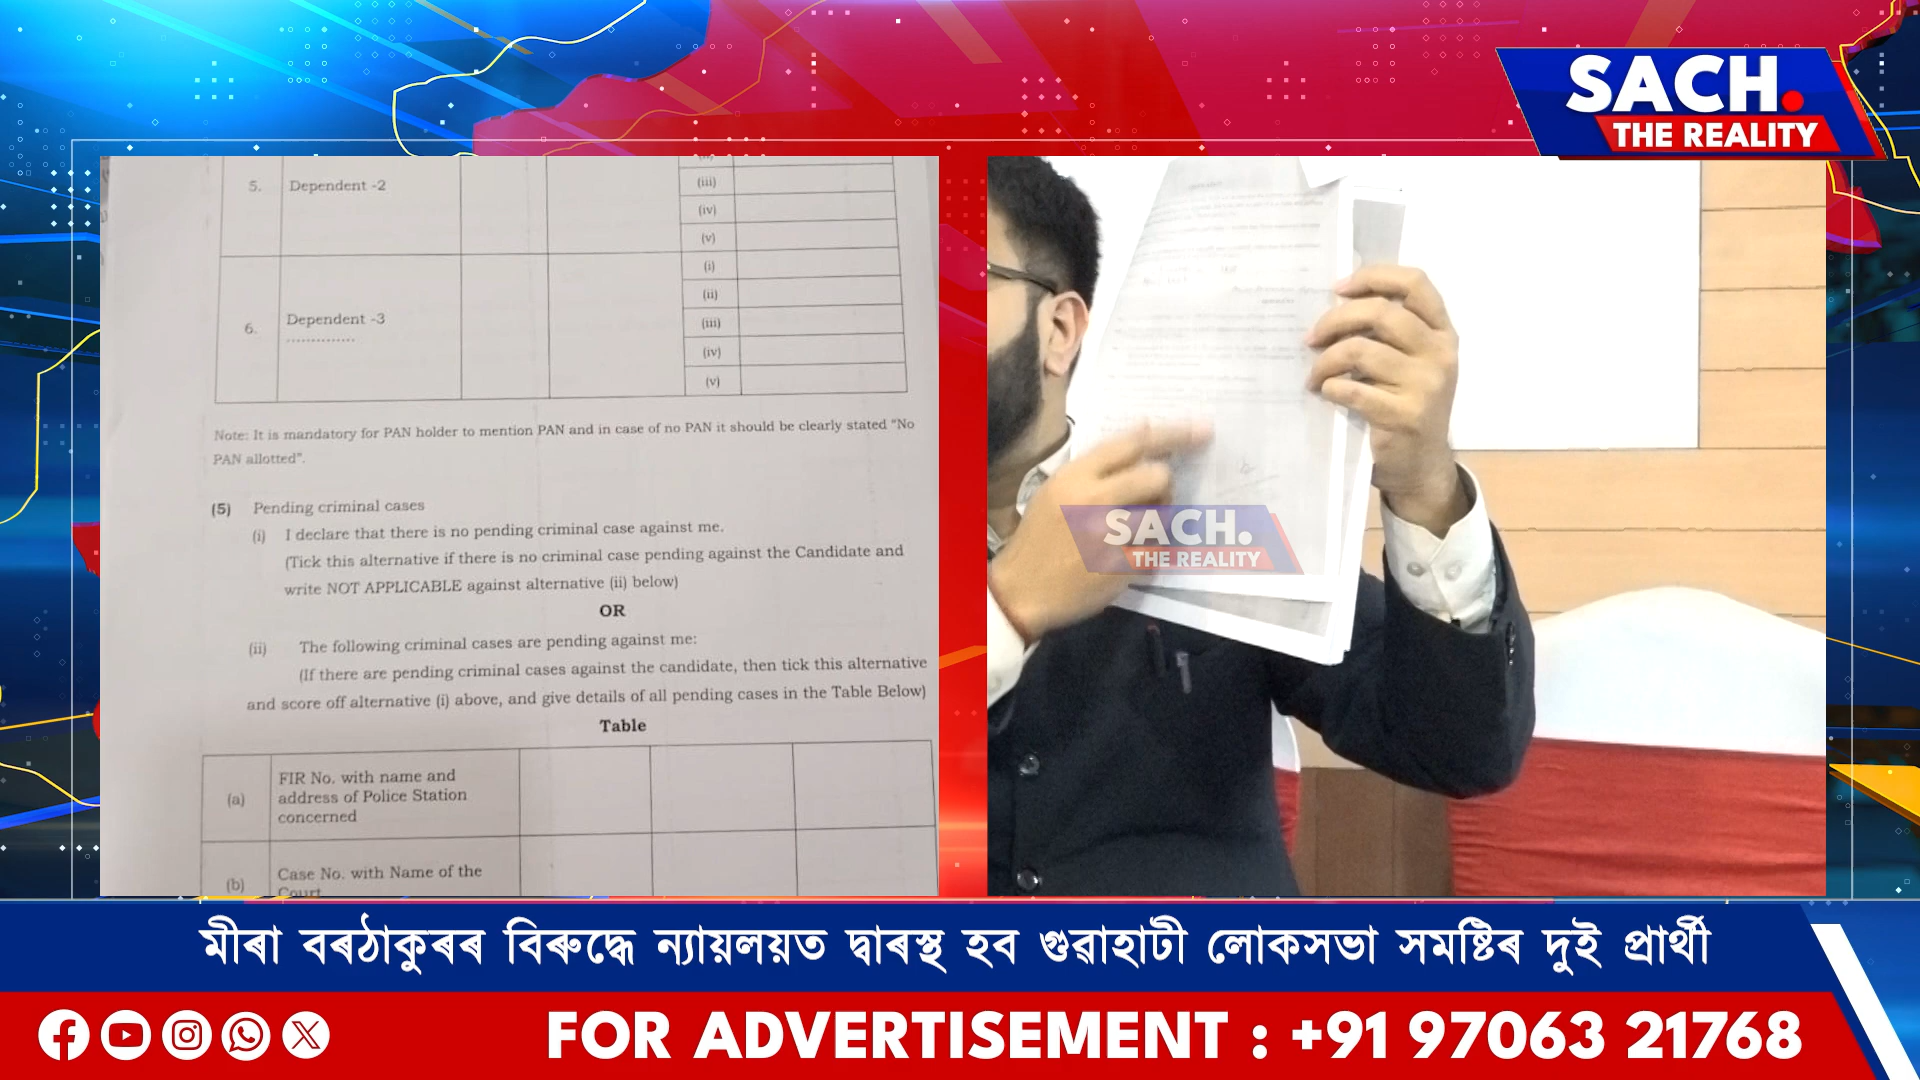 SACH.
THE REALITY
5. Dependent -2
(iii)
(iv)
(v)
(i)
(ii)
6. Dependent -3
..............
(iii)
(iv)
(v)
Note: It is mandatory for PAN holder to mention PAN and in case of no PAN it should be clearly stated "No
PAN allotted".
(5) Pending criminal cases
(i) I declare that there is no pending criminal case against me.
(Tick this alternative if there is no criminal case pending against the Candidate and
write NOT APPLICABLE against alternative (ii) below)
OR
(ii) The following criminal cases are pending against me:
(If there are pending criminal cases against the candidate, then tick this alternative
and score off alternative (i) above, and give details of all pending cases in the Table Below)
Table
(a) FIR No. with name and
address of Police Station
concerned
(b) Case No. with Name of the
Court
SACH.
THE REALITY
মীৰা বৰঠাকুৰৰ বিৰুদ্ধে ন্যায়লয়ত দ্বাৰস্থ হব গুৱাহাটী লোকসভা সমষ্টিৰ দুই প্ৰাৰ্থী
FOR ADVERTISEMENT : +91 97063 21768